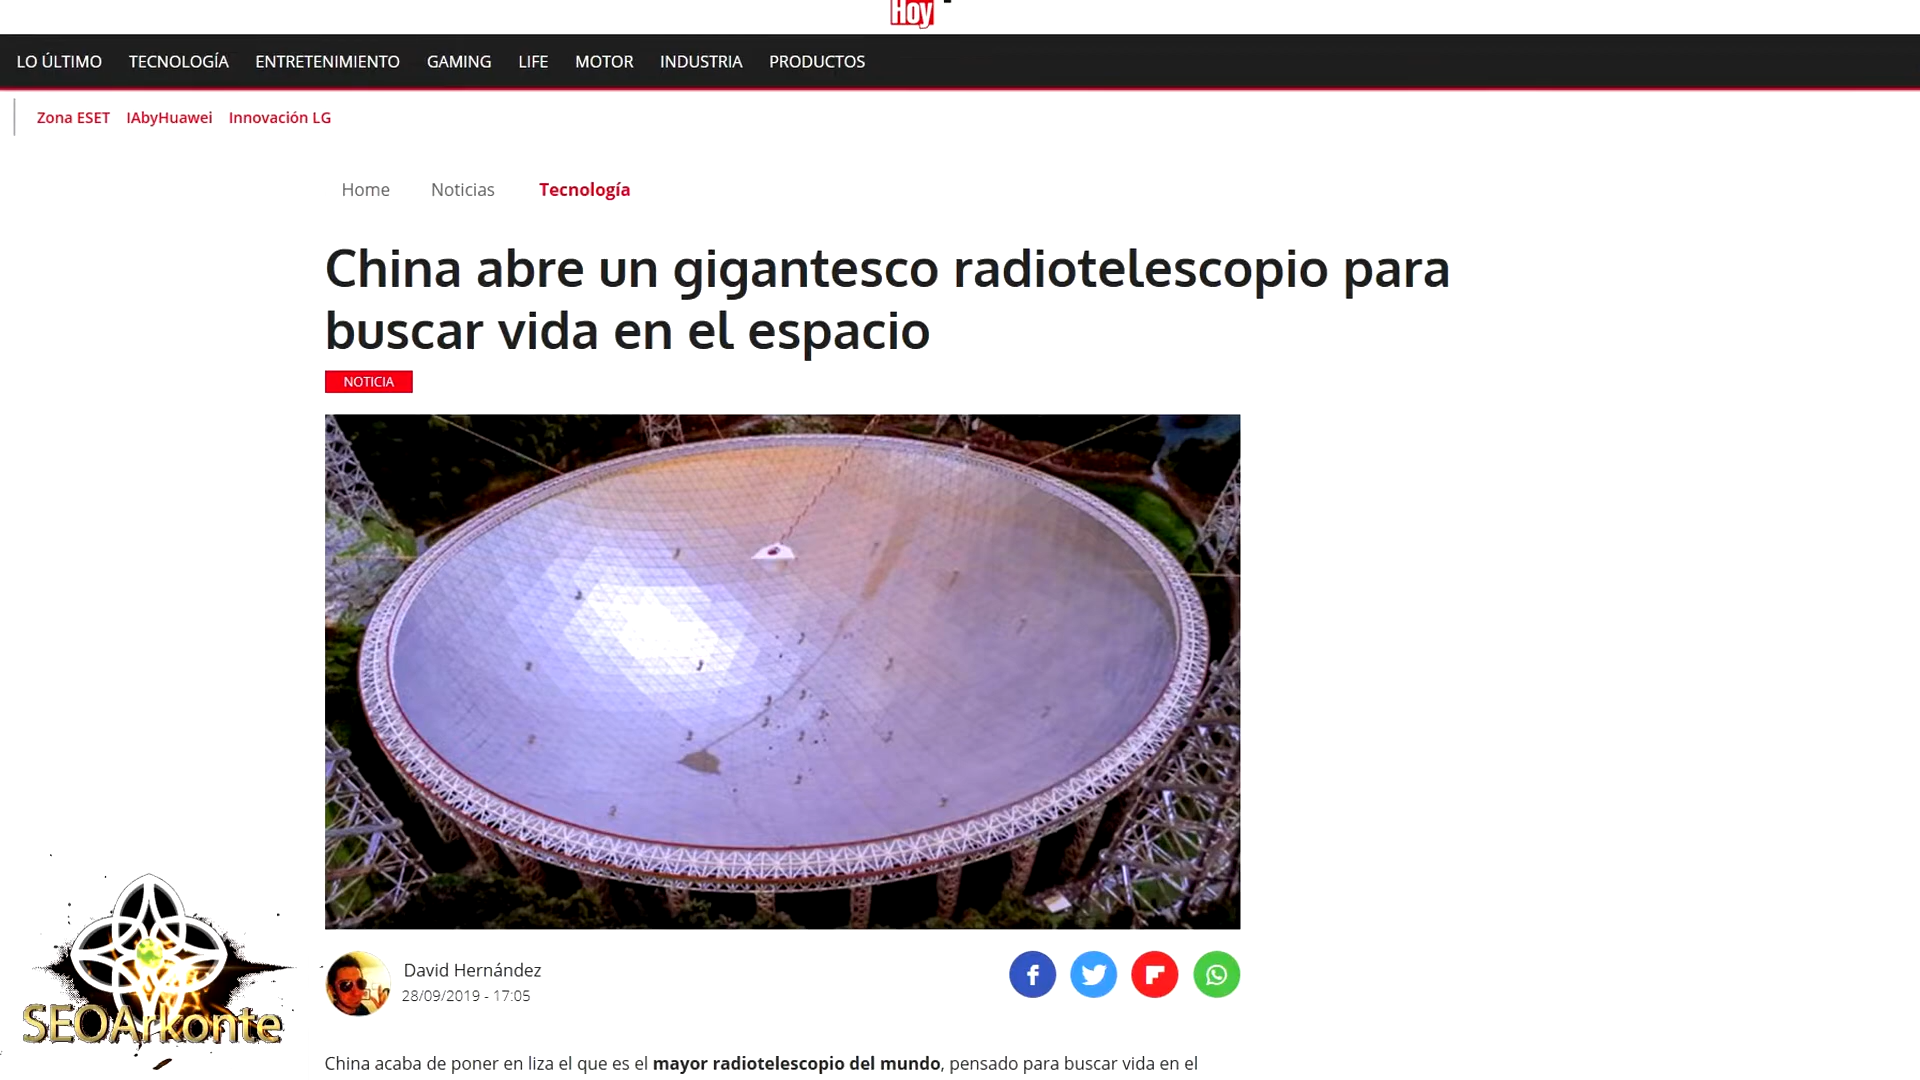 Hoy
LO ÚLTIMO TECNOLOGÍA ENTRETENIMIENTO GAMING LIFE MOTOR INDUSTRIA PRODUCTOS
Zona ESET IAbyHuawei Innovación LG
Home Noticias Tecnología
China abre un gigantesco radiotelescopio para
buscar vida en el espacio
NOTICIA
David Hernández
28/09/2019 - 17:05
SEOArkonte
China acaba de poner en liza el que es el mayor radiotelescopio del mundo, pensado para buscar vida en el